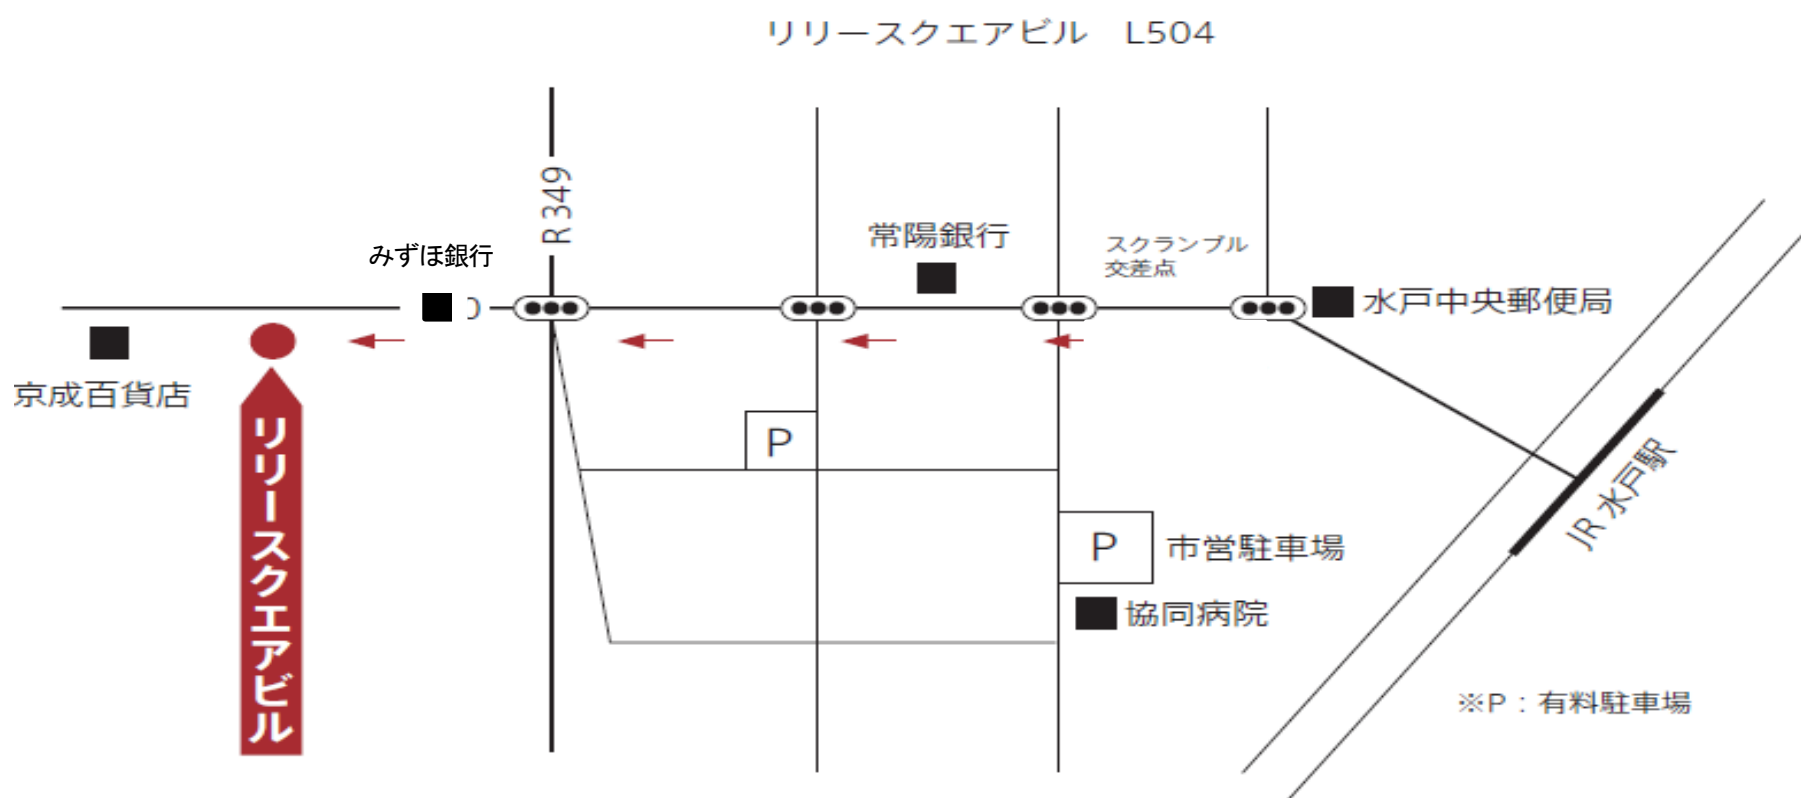 リリースクエアビル　L504
R 349
みずほ銀行
常陽銀行
スクランブル
交差点
水戸中央郵便局
京成百貨店
リリースクエアビル
P
P
市営駐車場
協同病院
JR 水戸駅
※P：有料駐車場